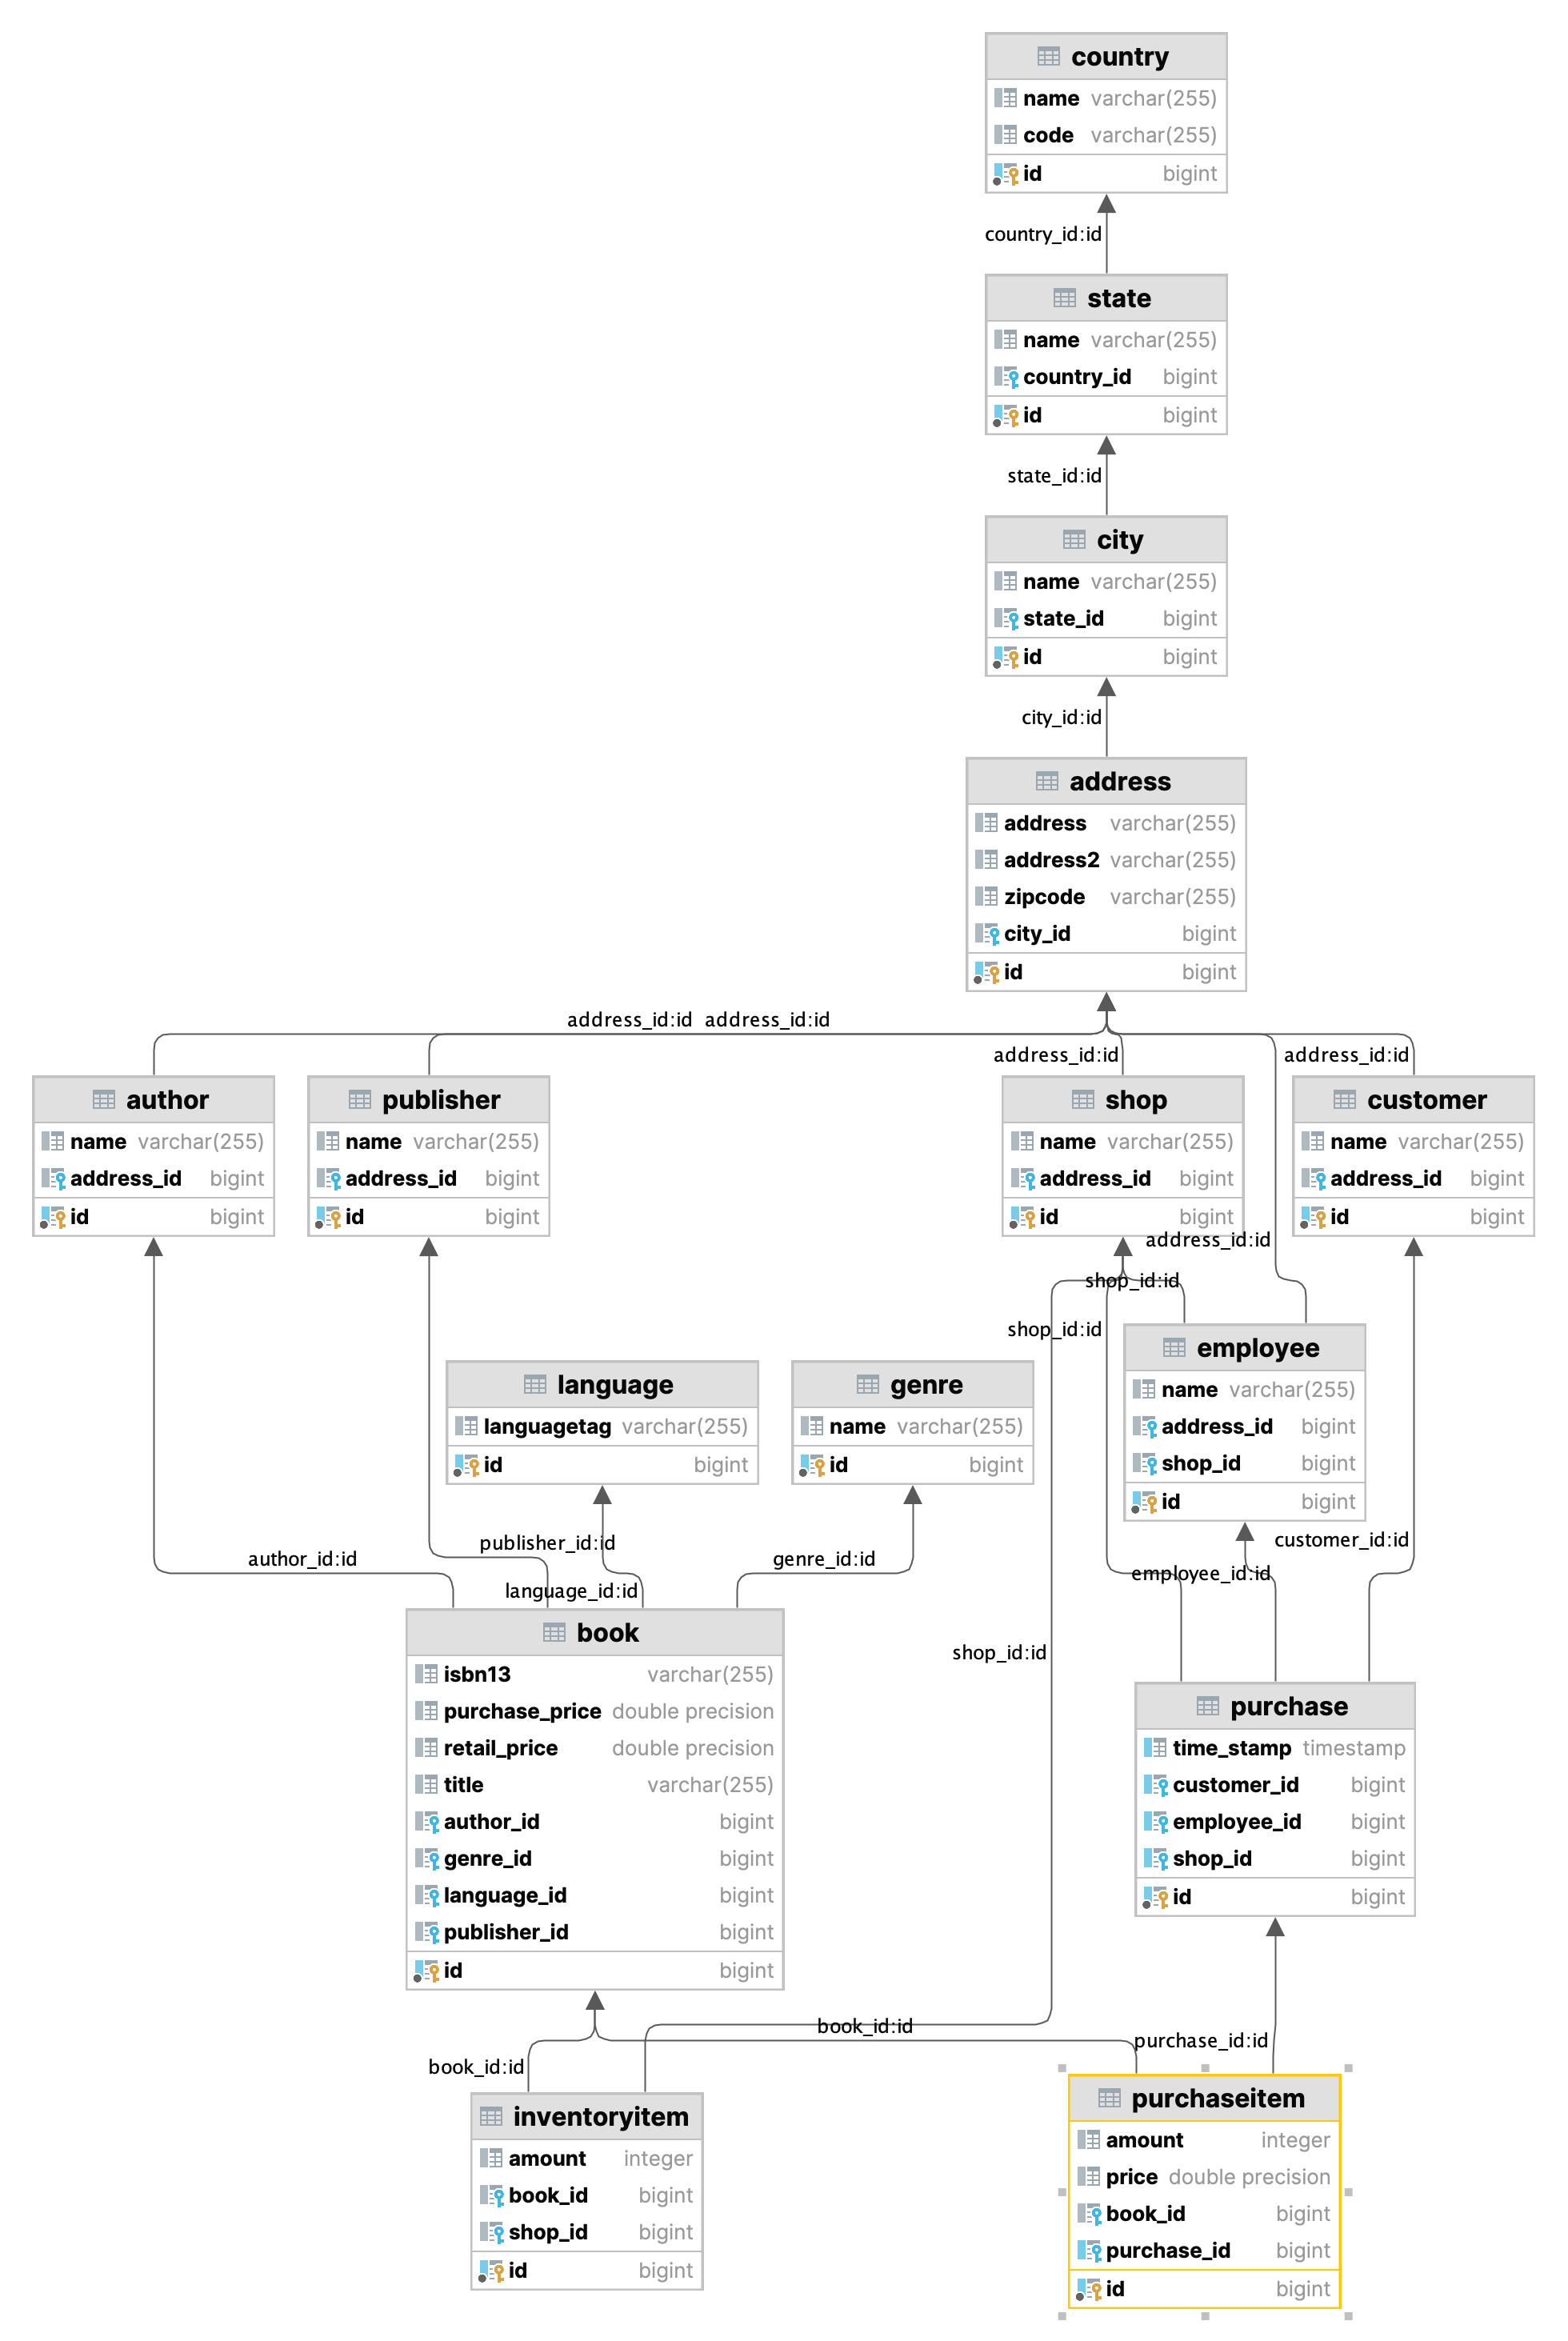 country
name varchar(255)
code varchar(255)
id bigint
country_id:id
state
name varchar(255)
country_id bigint
id bigint
state_id:id
city
name varchar(255)
state_id bigint
id bigint
city_id:id
address
address varchar(255)
address2 varchar(255)
zipcode varchar(255)
city_id bigint
id bigint
address_id:id address_id:id
address_id:id
address_id:id
author
name varchar(255)
address_id bigint
id bigint
publisher
name varchar(255)
address_id bigint
id bigint
shop
name varchar(255)
address_id bigint
id bigint
customer
name varchar(255)
address_id bigint
id bigint
address_id:id
shop_id:id
shop_id:id
employee
name varchar(255)
address_id bigint
shop_id bigint
id bigint
language
languagetag varchar(255)
id bigint
genre
name varchar(255)
id bigint
author_id:id
publisher_id:id
language_id:id
genre_id:id
customer_id:id
employee_id:id
shop_id:id
book
isbn13 varchar(255)
purchase_price double precision
retail_price double precision
title varchar(255)
author_id bigint
genre_id bigint
language_id bigint
publisher_id bigint
id bigint
purchase
time_stamp timestamp
customer_id bigint
employee_id bigint
shop_id bigint
id bigint
book_id:id
book_id:id
purchase_id:id
inventoryitem
amount integer
book_id bigint
shop_id bigint
id bigint
purchaseitem
amount integer
price double precision
book_id bigint
purchase_id bigint
id bigint